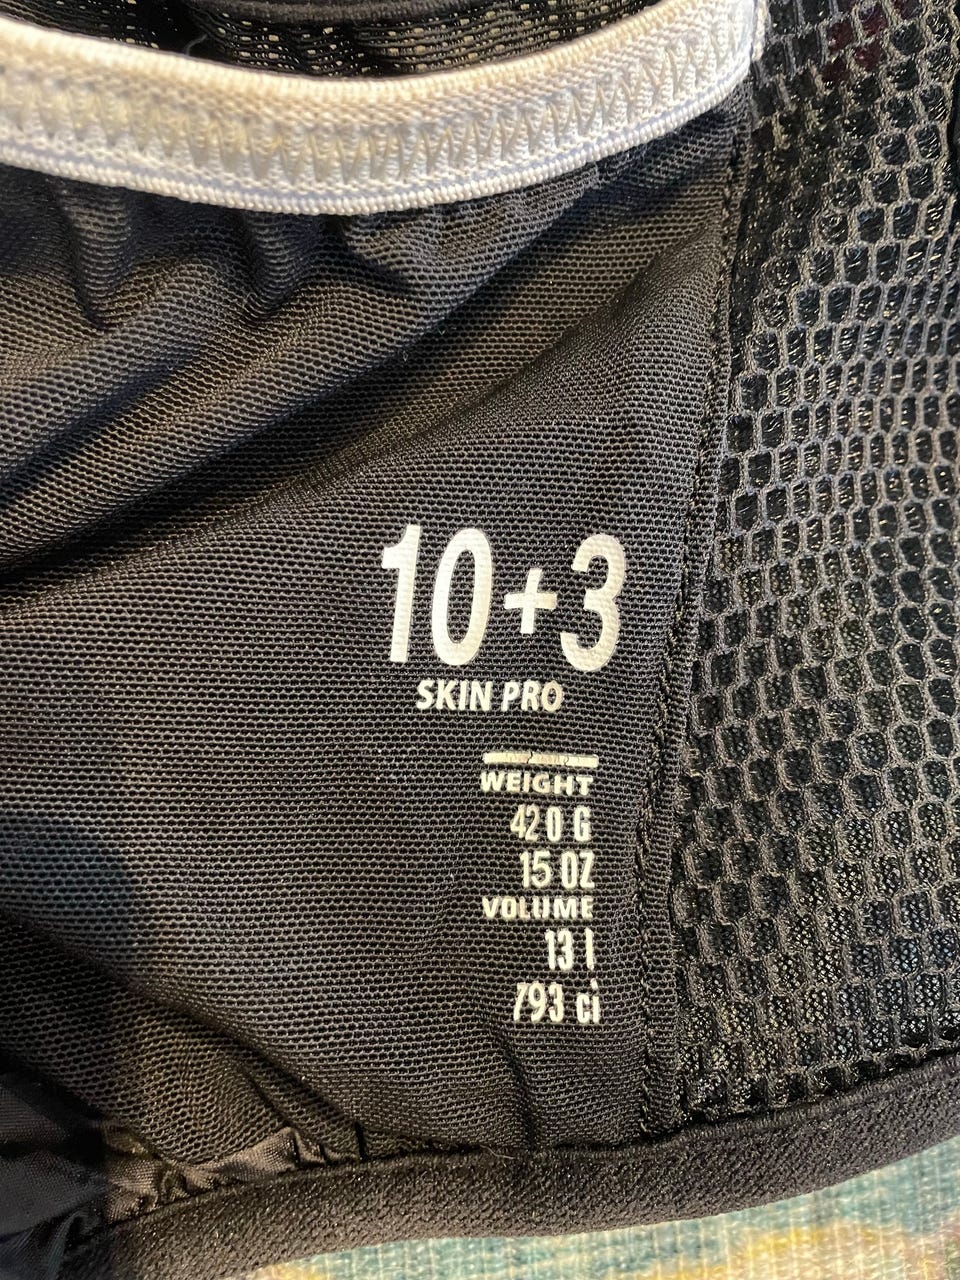 10+3
SKIN PRO
WEIGHT
420 G
15 OZ
VOLUME
13 l
793 ci